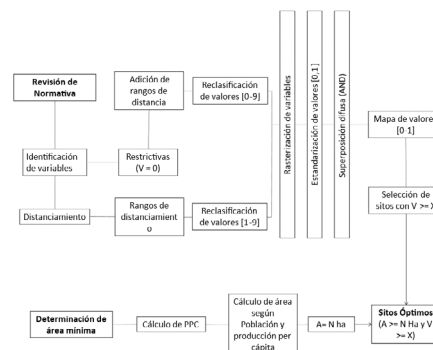 Revisión de
Normativa
Adición de
rangos de
distancia
Reclasificación
de valores [0-9]
Identificación
de variables
Restrictivas
(V = 0)
Distanciamiento
Rangos de
distanciamient
o
Reclasificación
de valores [1-9]
Rasterización de variables
Estandarización de valores [0,1]
Superposición difusa (AND)
Mapa de valore
[0 1]
Selección de
sitos con V >= X
Determinación de
área mínima
Cálculo de PPC
Cálculo de área
según
Población y
producción per
cápita
A= N ha
Sitos Óptimos
(A >= N Ha y V
>= X)